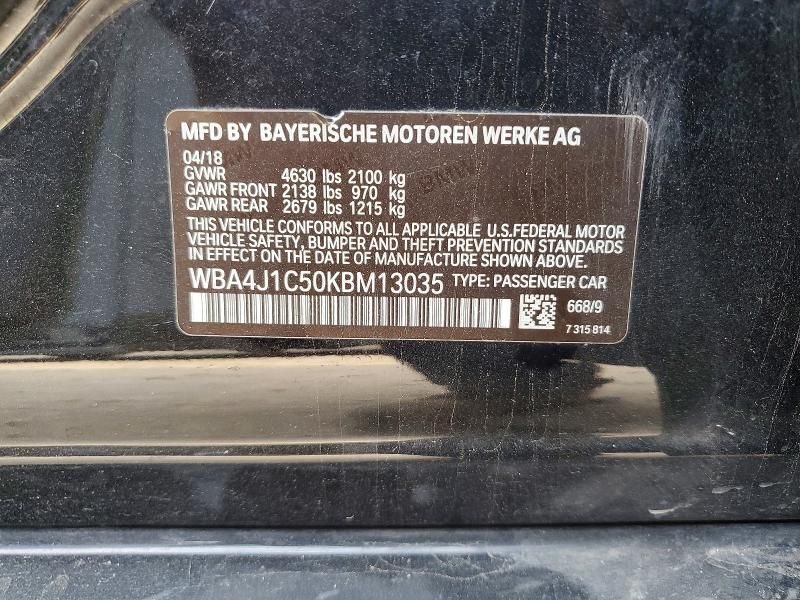 MFD BY BAYERISCHE MOTOREN WERKE AG
04/18
GVWR 4630 lbs 2100 kg
GAWR FRONT 2138 lbs 970 kg
GAWR REAR 2679 lbs 1215 kg
THIS VEHICLE CONFORMS TO ALL APPLICABLE U.S.FEDERAL MOTOR
VEHICLE SAFETY, BUMPER AND THEFT PREVENTION STANDARDS
IN EFFECT ON THE DATE OF MANUFACTURE SHOWN ABOVE.
WBA4J1C50KBM13035 TYPE: PASSENGER CAR
668/9
7 315 814